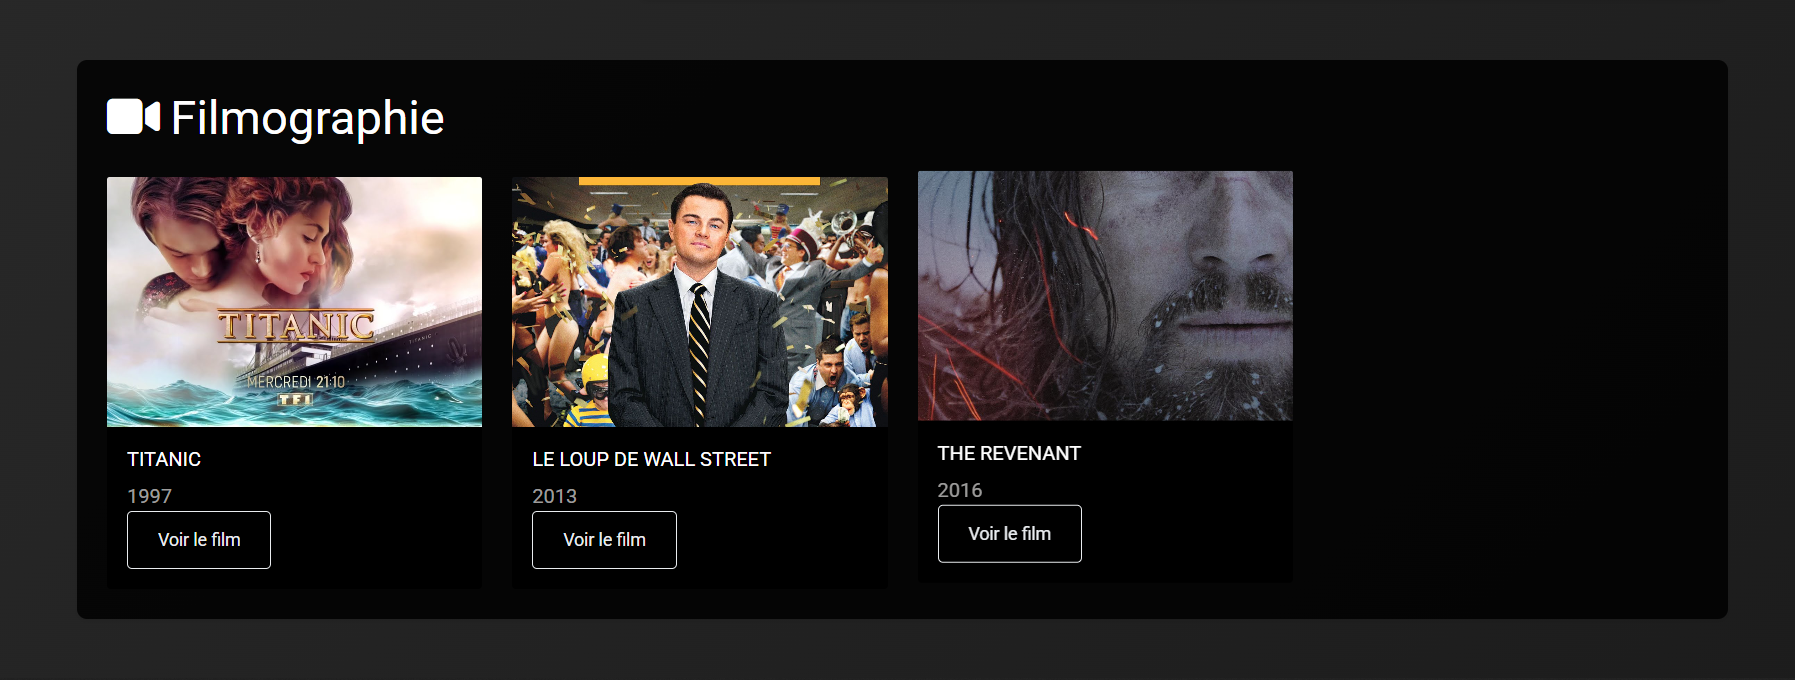 Filmographie
TITANIC
TITANIC
MERCREDI 21:10
TF1
TITANIC
1997
Voir le film
LE LOUP DE WALL STREET
2013
Voir le film
THE REVENANT
2016
Voir le film